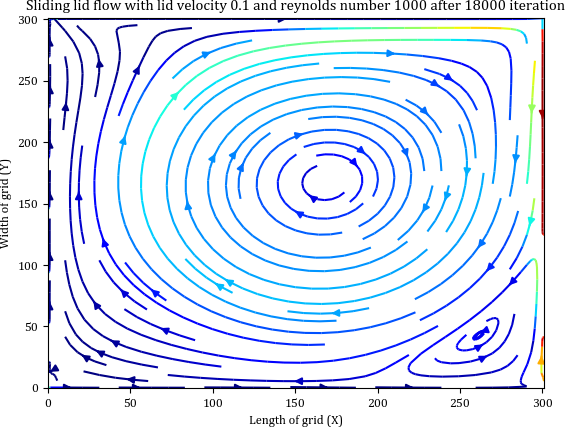 Sliding lid flow with lid velocity 0.1 and reynolds number 1000 after 18000 iteration
300
250
200
150
100
50
0
Width of grid (Y)
0 50 100 150 200 250 300
Length of grid (X)